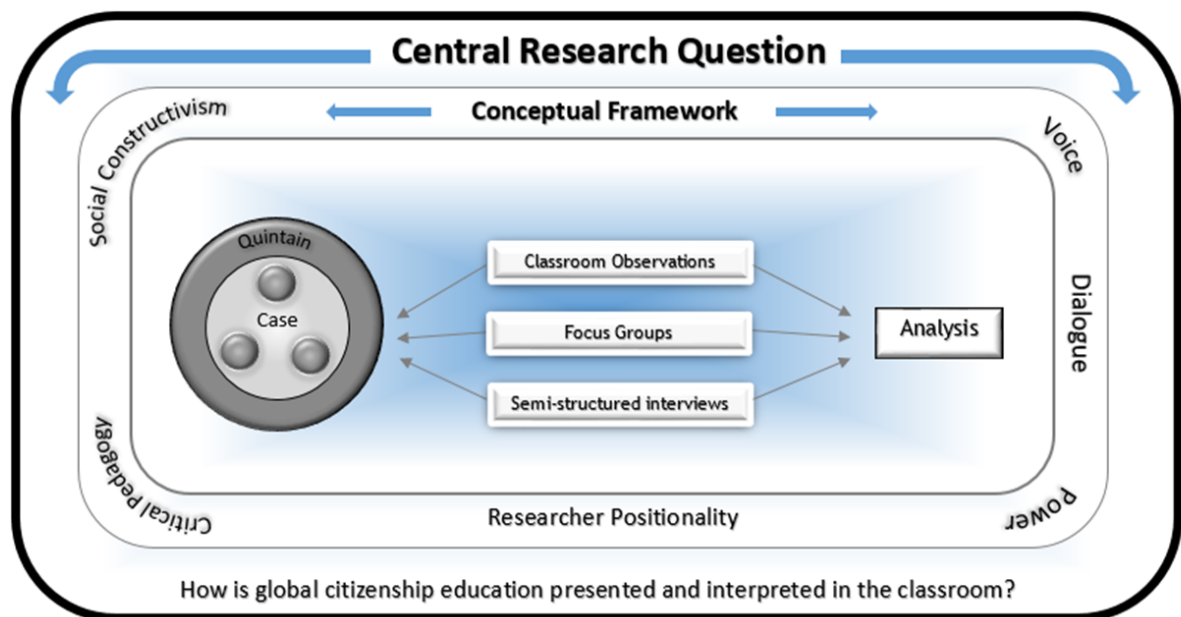 Central Research Question
Conceptual Framework
Social Constructivism
Voice
Quintain
Case
Classroom Observations
Focus Groups
Semi-structured interviews
Analysis
Dialogue
Critical Pedagogy
Researcher Positionality
Power
How is global citizenship education presented and interpreted in the classroom?